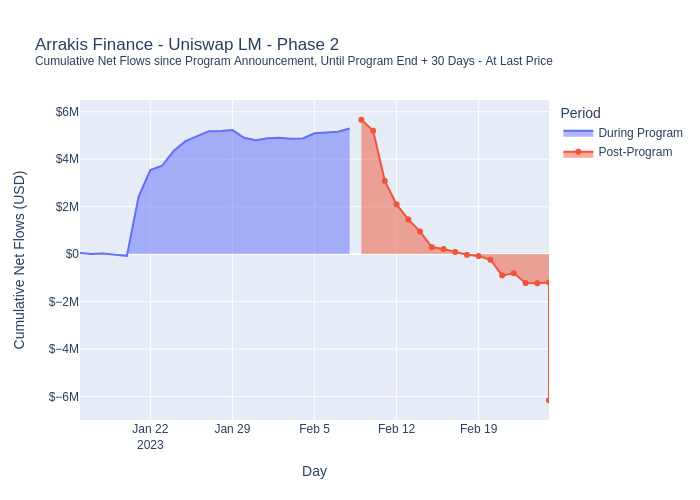 Arrakis Finance - Uniswap LM - Phase 2
Cumulative Net Flows since Program Announcement, Until Program End + 30 Days - At Last Price
Period
During Program
Post-Program
Cumulative Net Flows (USD)
$6M
$4M
$2M
$0
$−2M
$−4M
$−6M
Jan 22
2023
Jan 29
Feb 5
Feb 12
Feb 19
Day